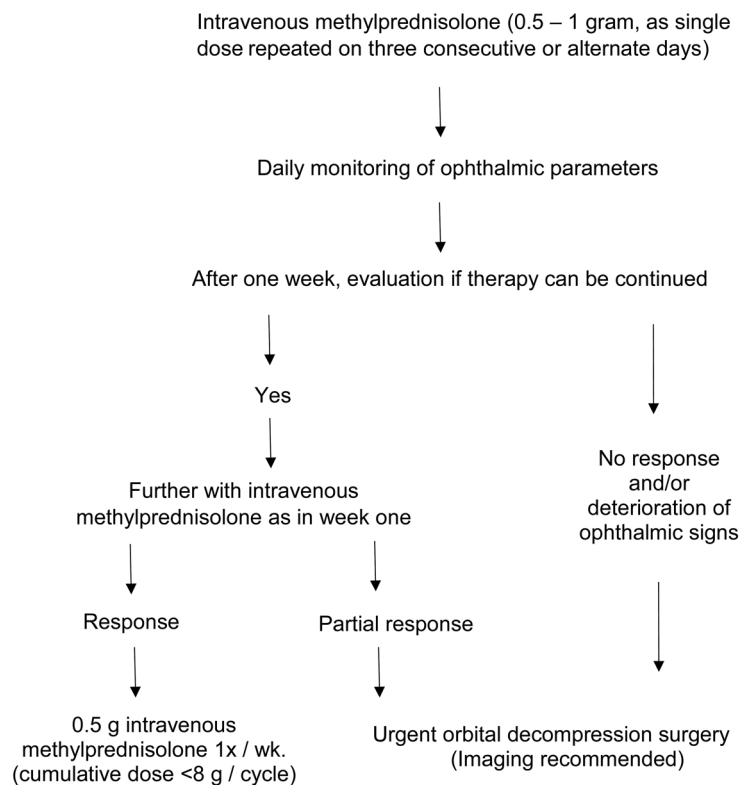 Intravenous methylprednisolone (0.5 – 1 gram, as single
dose repeated on three consecutive or alternate days)
Daily monitoring of ophthalmic parameters
After one week, evaluation if therapy can be continued
Yes
No response
and/or
deterioration of
ophthalmic signs
Further with intravenous
methylprednisolone as in week one
Response
Partial response
0.5 g intravenous
methylprednisolone 1x / wk.
(cumulative dose <8 g / cycle)
Urgent orbital decompression surgery
(Imaging recommended)